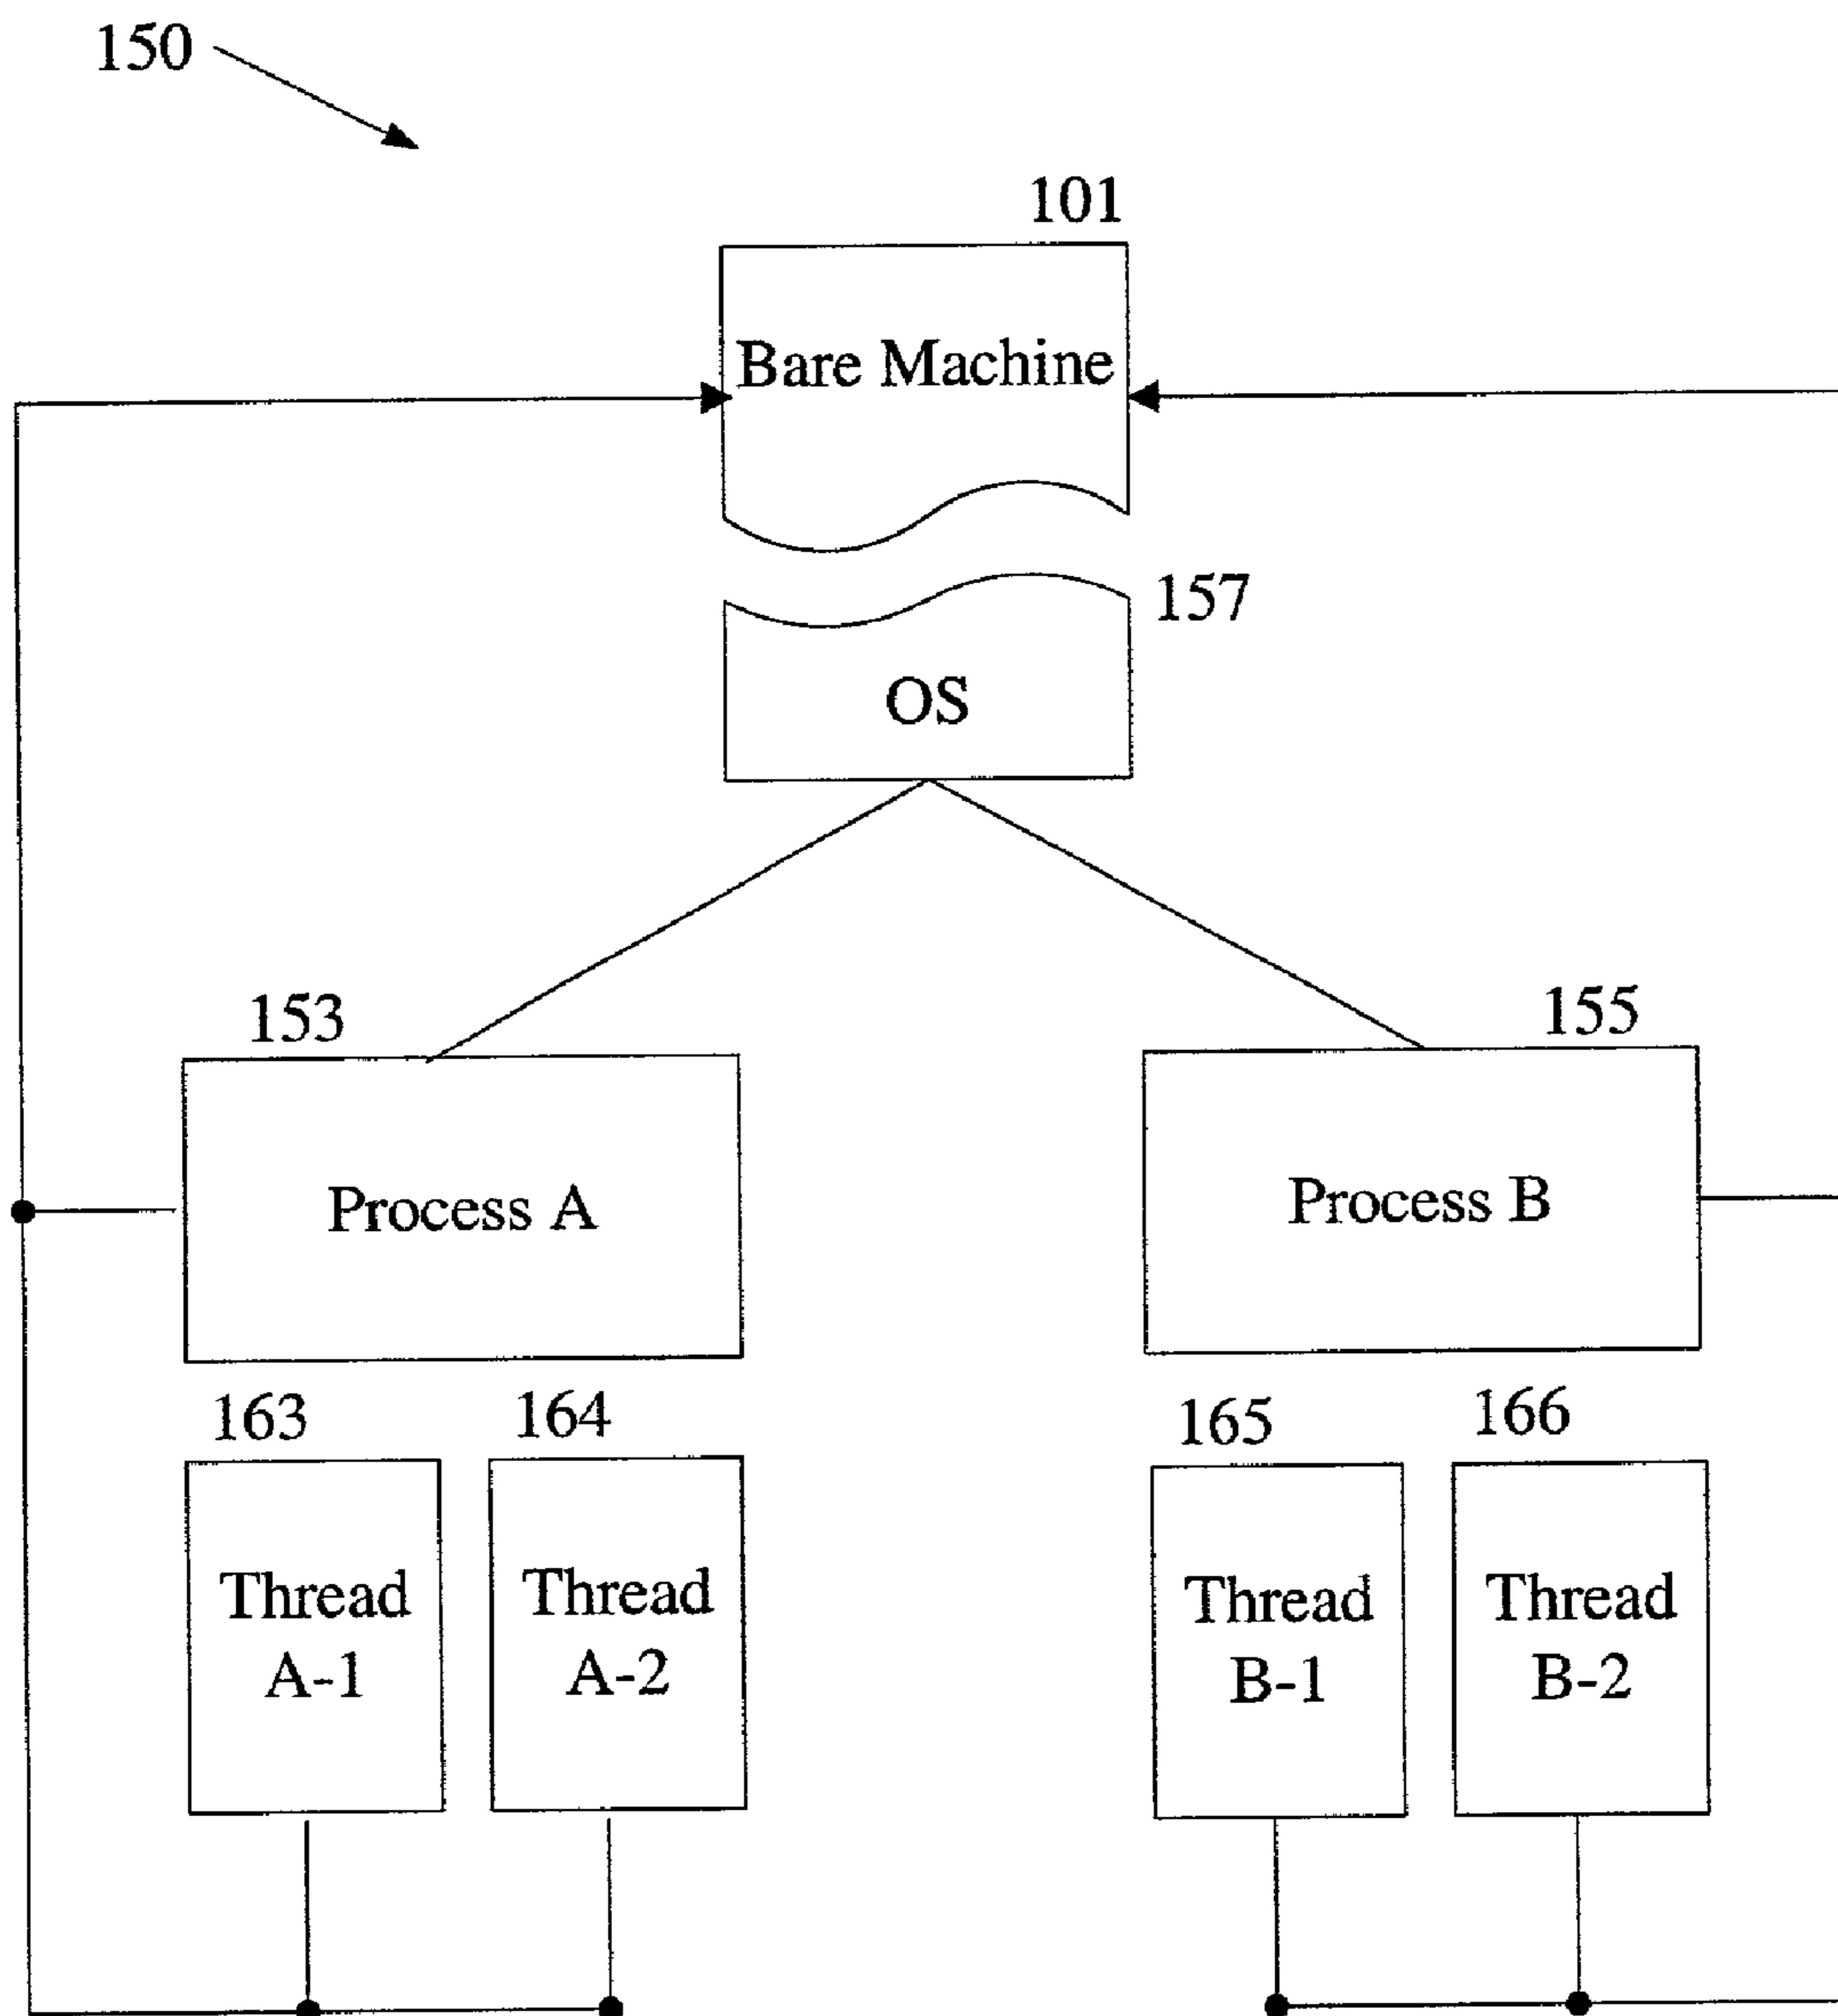 150
101
Bare Machine
157
OS
153
155
Process A
Process B
163
164
165
166
Thread
A-1
Thread
A-2
Thread
B-1
Thread
B-2